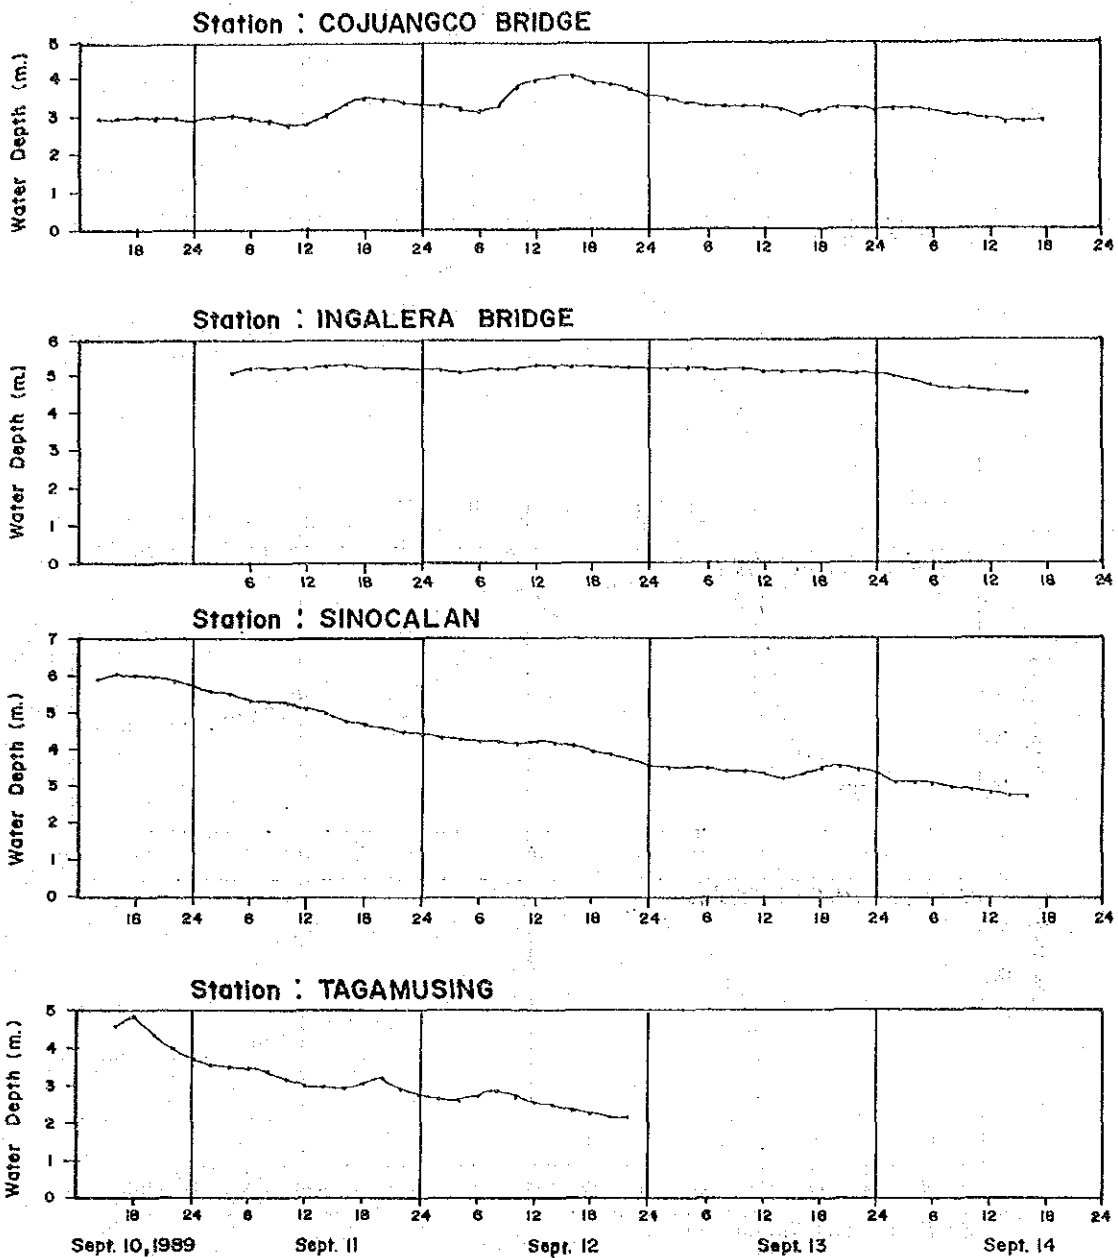 Station : COJUANGCO BRIDGE
Water Depth (m.)
5
4
3
2
1
0
18 24 6 12 18 24 6 12 18 24 6 12 18 24 6 12 18 24
Station : INGALERA BRIDGE
Water Depth (m.)
6
5
4
3
2
1
0
6 12 18 24 6 12 18 24 6 12 18 24 6 12 18 24
Station : SINOCALAN
Water Depth (m.)
7
6
5
4
3
2
1
0
18 24 6 12 18 24 6 12 18 24 6 12 18 24 6 12 18 24
Station : TAGAMUSING
Water Depth (m.)
5
4
3
2
1
0
18 24 6 12 18 24 6 12 18 24 6 12 18 24 6 12 18 24
Sept. 10, 1989 Sept. 11 Sept. 12 Sept. 13 Sept. 14